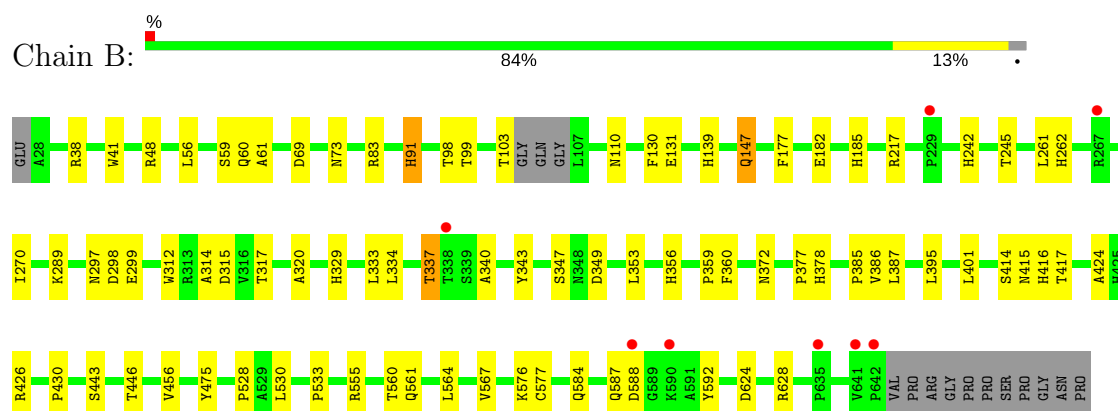 %
Chain B:
84% 13% •
GLU A28 R38 W41 R48 L56 S59 Q60 A61 D69 N73 R83 H91 T98 T99 T103 GLY GLN GLY L107 N110 F130 E131 H139 Q147 F177 E182 H185 R217 P229 H242 T245 L261 H262 R267
I270 K289 N297 D298 E299 W312 R313 A314 D315 V316 T317 A320 H329 L333 L334 T337 T338 S339 A340 Y343 S347 N348 D349 L353 H356 P359 F360 N372 P377 H378 P385 V386 L387 L395 L401 S414 N415 H416 T417 A424 H425
R426 P430 S443 T446 V456 Y475 P528 A529 L530 P533 R555 T560 Q561 L564 V567 K576 C577 Q584 Q587 D588 G589 K590 A591 Y592 D624 R628 P635 V641 P642 VAL PRO ARG GLY PRO PRO SER PRO GLY ASN PRO